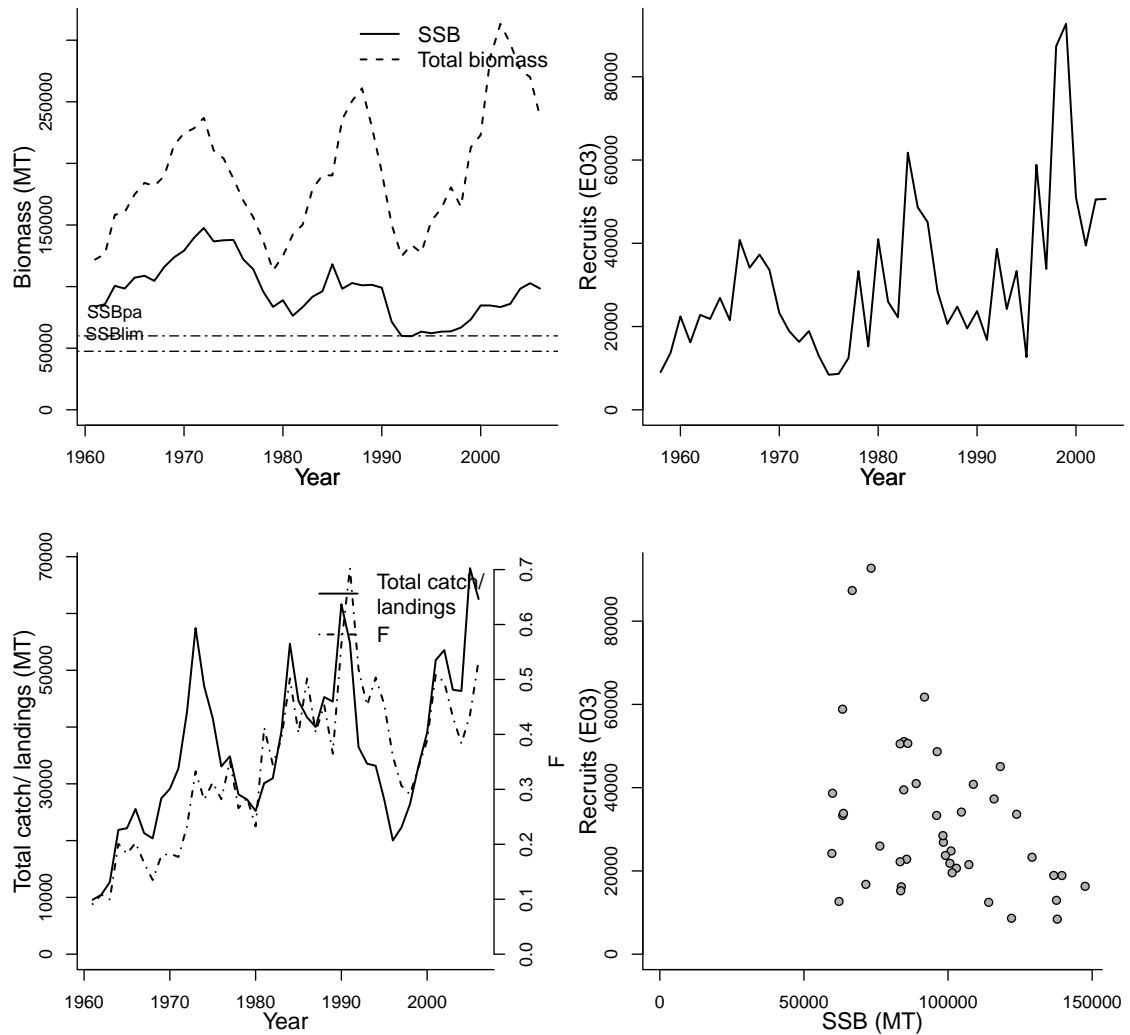 SSB
Total biomass
Biomass (MT)
0
50000
150000
250000
SSBpa
SSBlim
1960 1970 1980 1990 2000
Year
Recruits (E03)
0 20000 40000 60000 80000
1960 1970 1980 1990 2000
Year
Total catch/ landings (MT)
0 10000 30000 50000 70000
Total catch/
landings
F
0.0 0.1 0.2 0.3 0.4 0.5 0.6 0.7
F
1960 1970 1980 1990 2000
Year
Recruits (E03)
0 20000 40000 60000 80000
0 50000 100000 150000
SSB (MT)